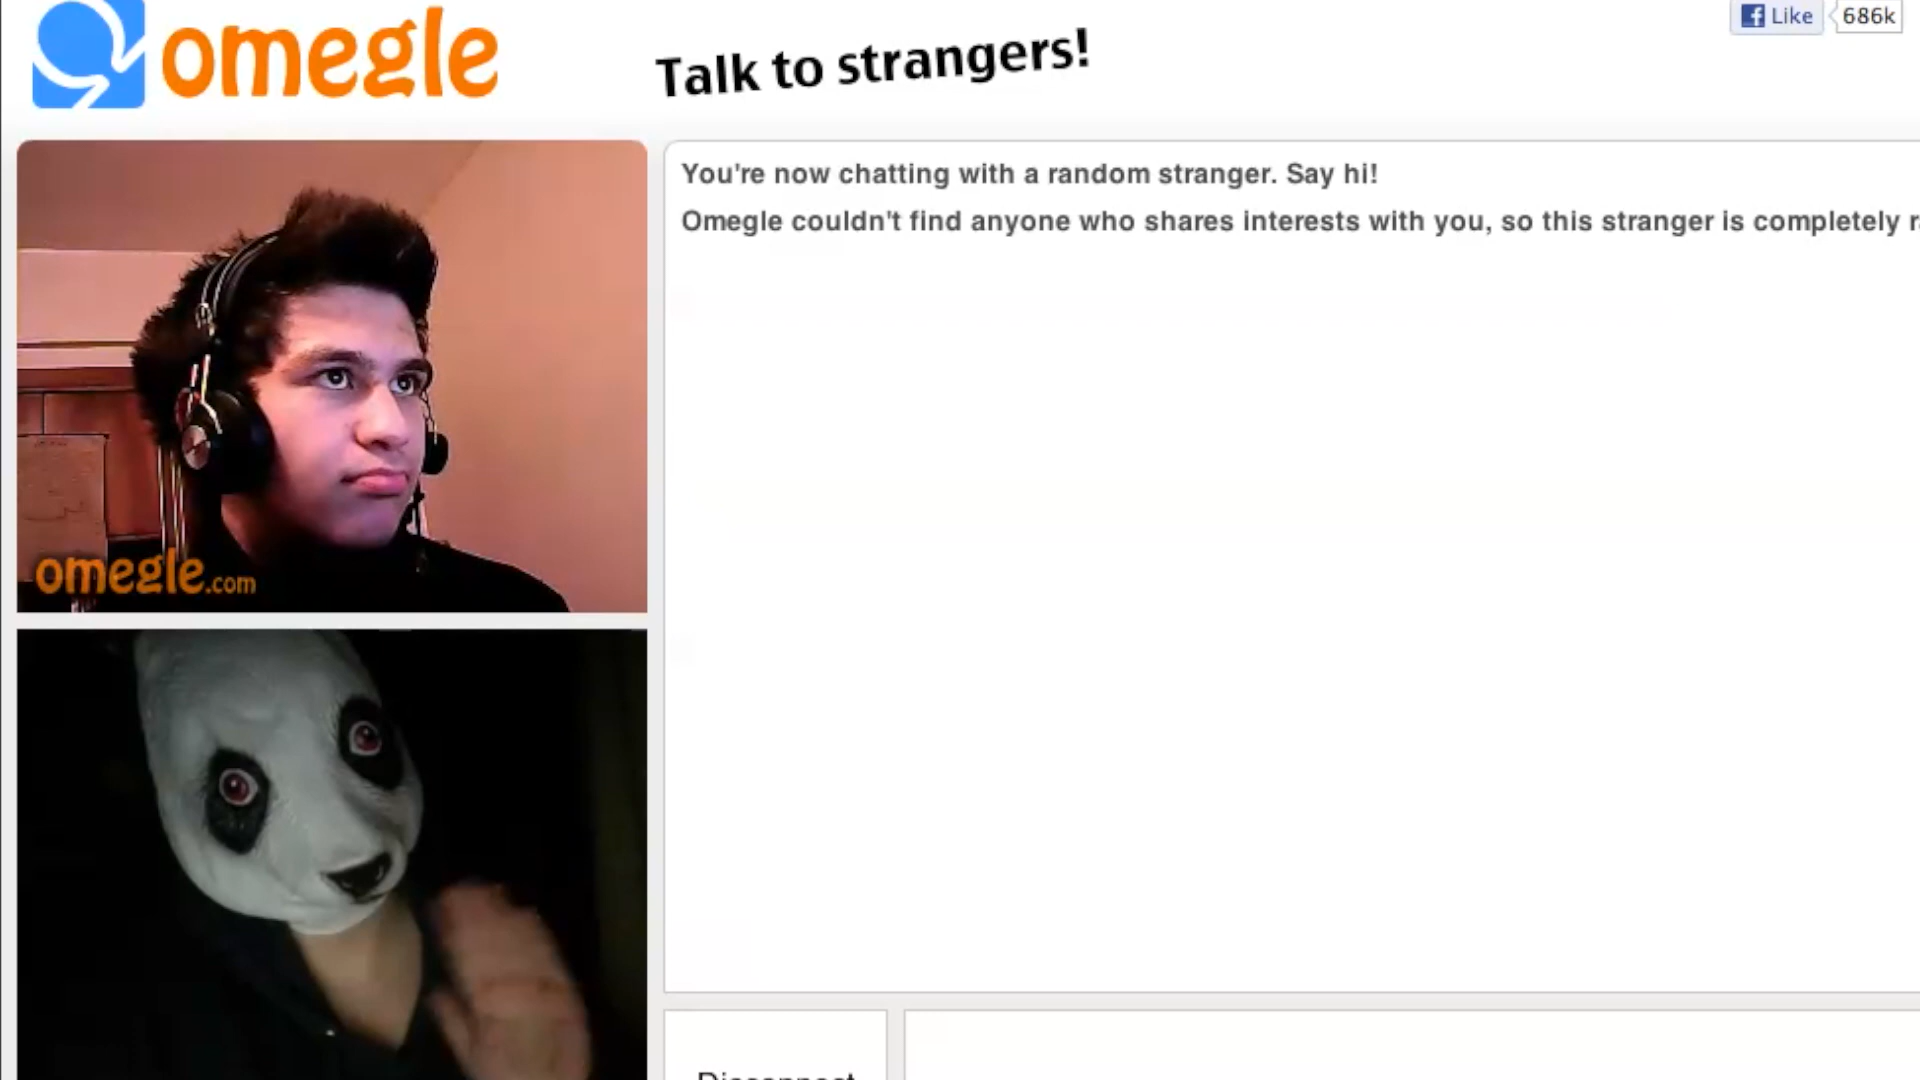 omegle
Talk to strangers!
Like
686k
You're now chatting with a random stranger. Say hi!
Omegle couldn't find anyone who shares interests with you, so this stranger is completely
omegle.com
Disconnect